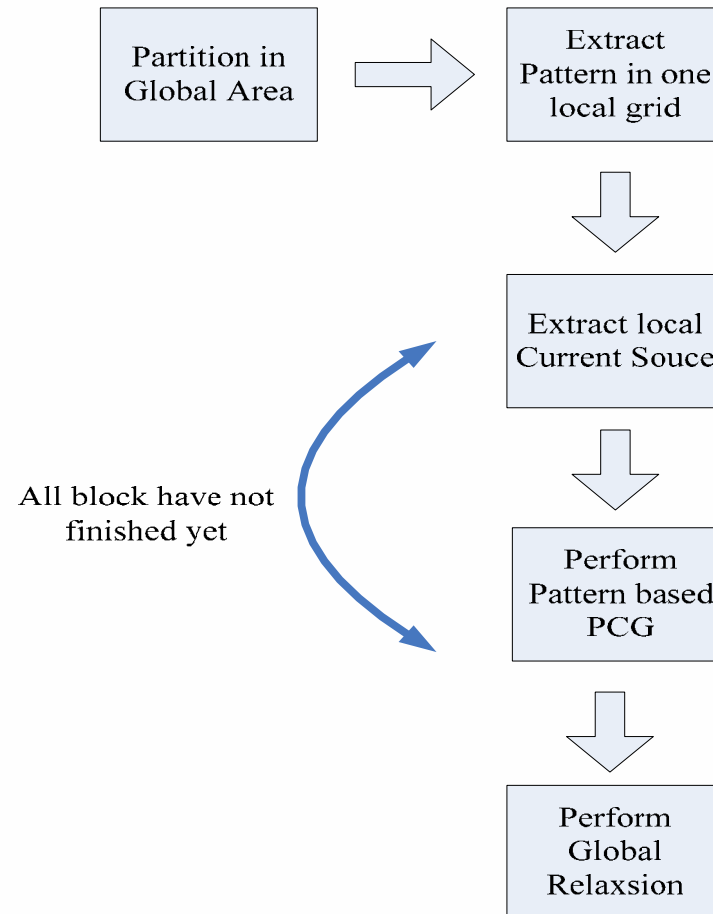 Partition in
Global Area
Extract
Pattern in one
local grid
Extract local
Current Souce
All block have not
finished yet
Perform
Pattern based
PCG
Perform
Global
Relaxsion